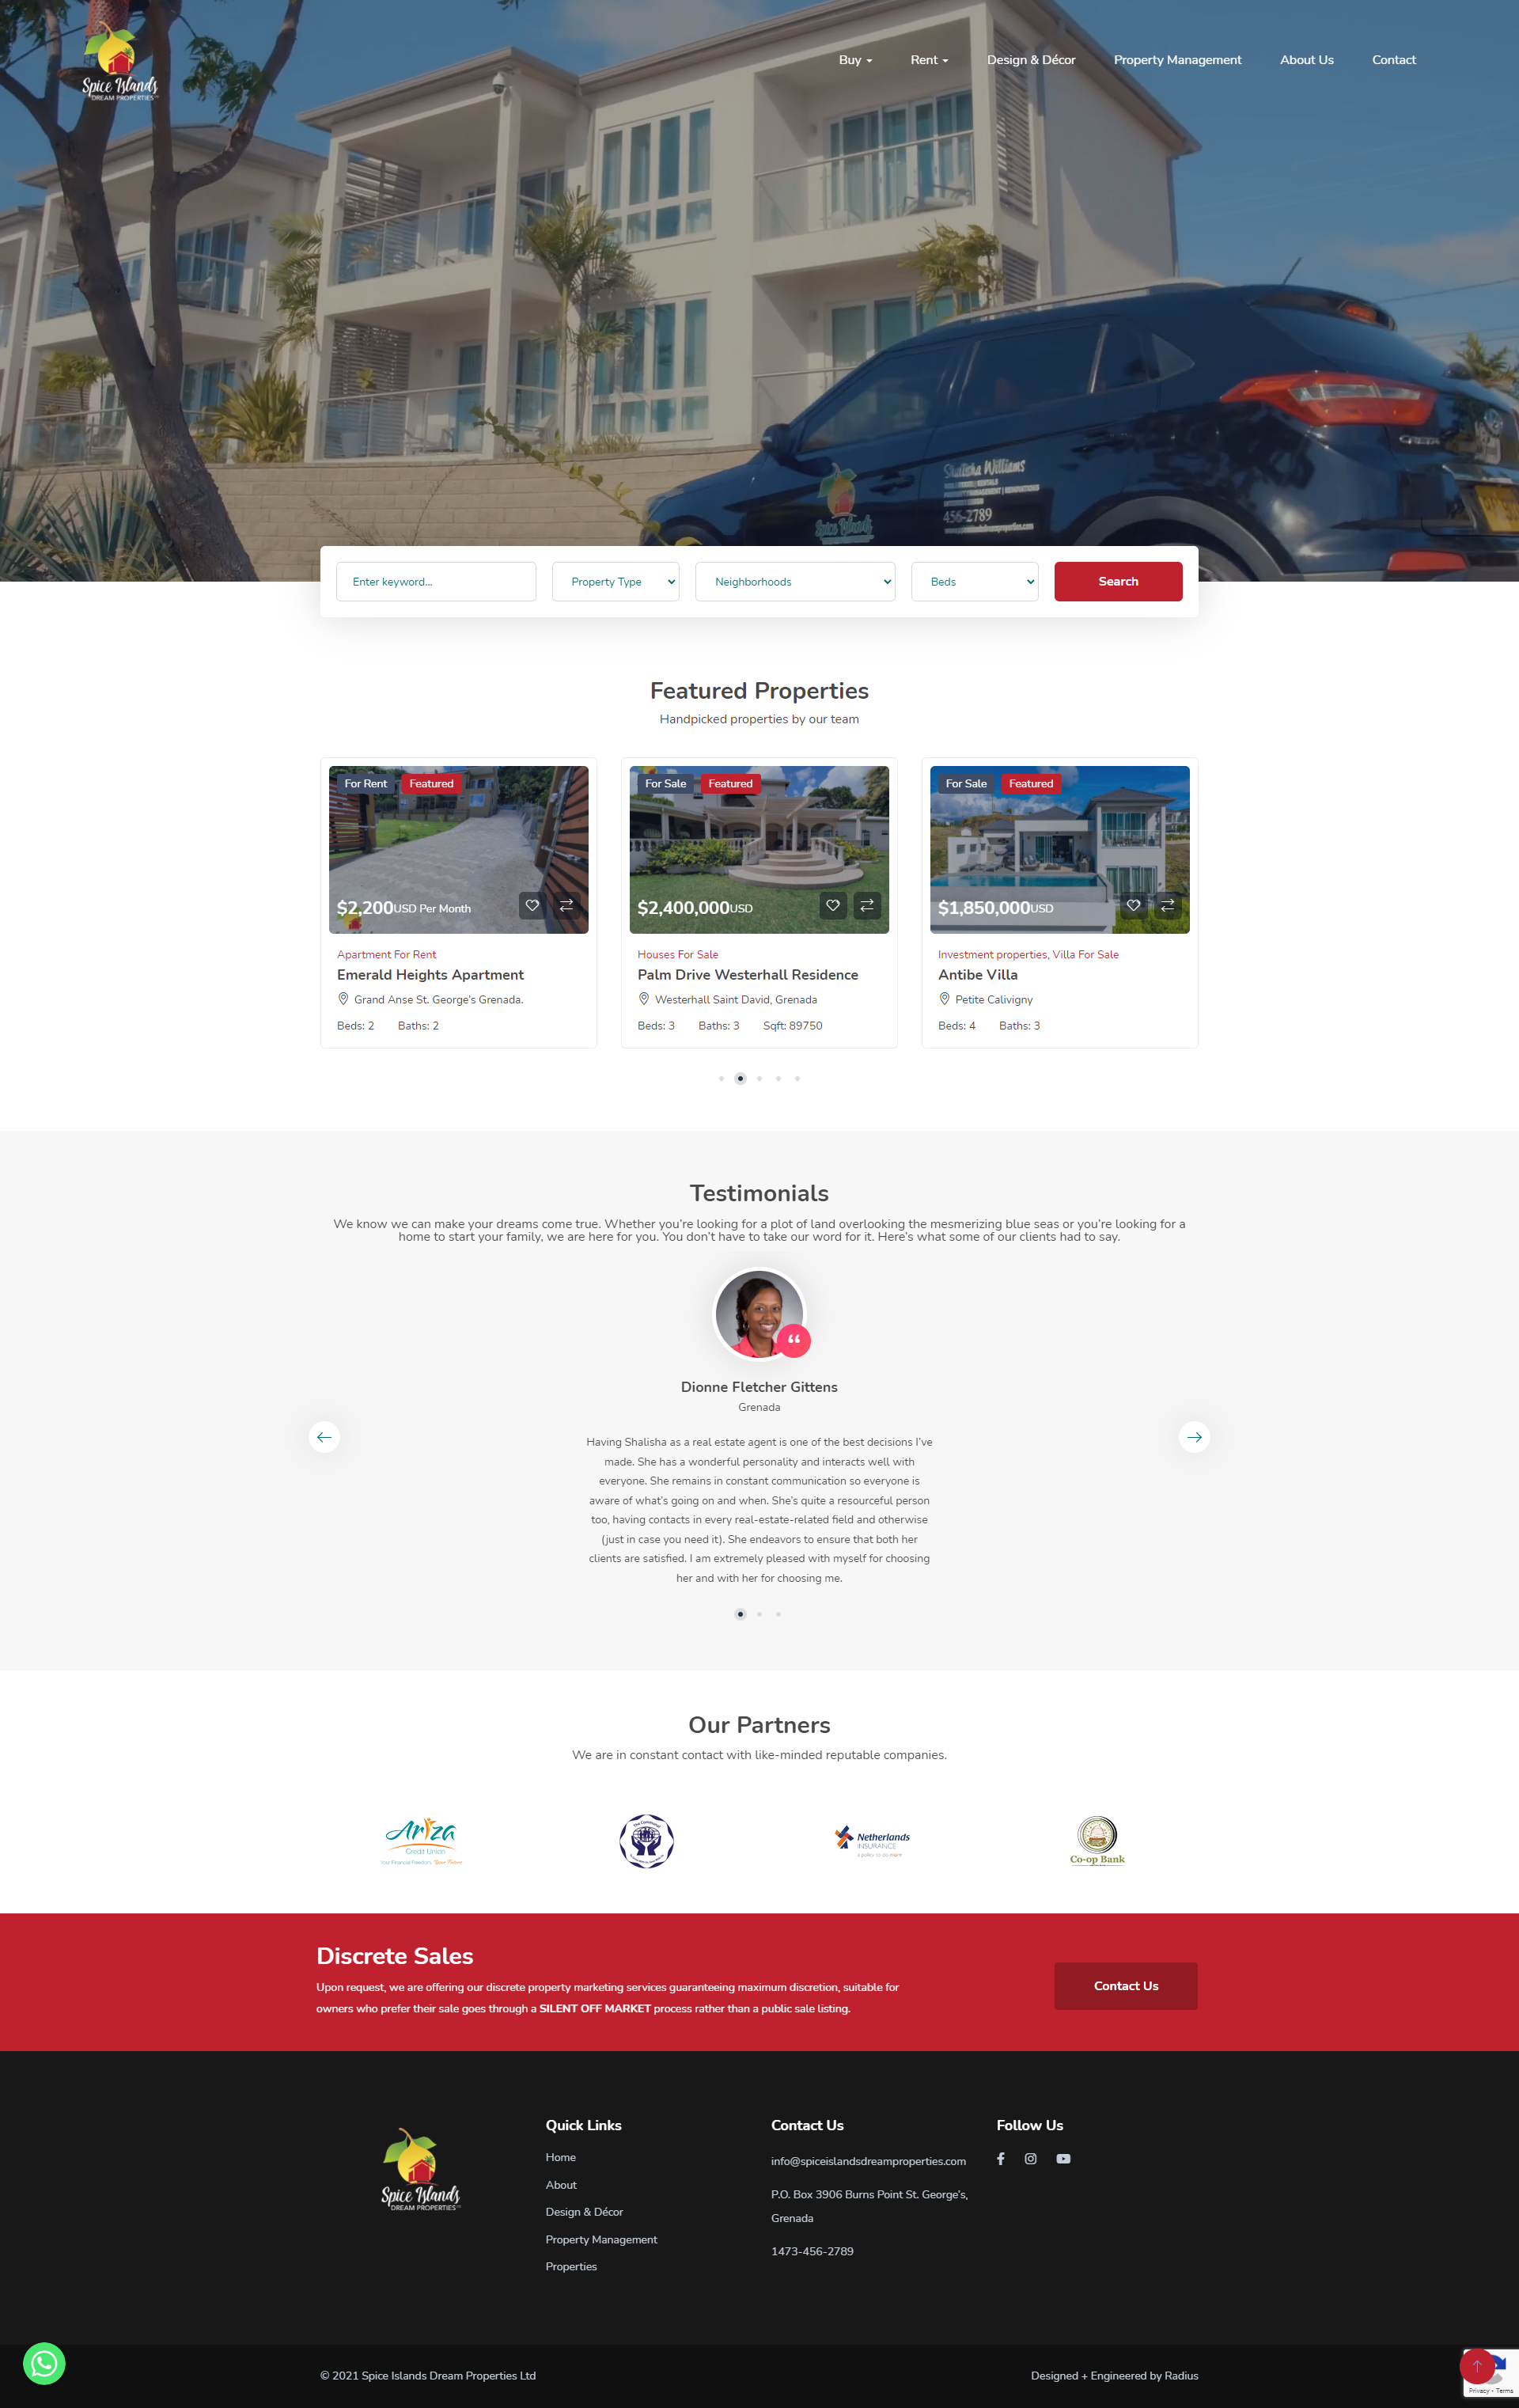 Spice Islands
DREAM PROPERTIES
Buy
Rent
Design & Décor
Property Management
About Us
Contact
Shalisha Williams
456-2789
Spice Islands
Enter keyword...
Property Type
Neighborhoods
Beds
Search
Featured Properties
Handpicked properties by our team
For Rent
Featured
$2,200USD Per Month
Apartment For Rent
Emerald Heights Apartment
Grand Anse St. George's Grenada.
Beds: 2 Baths: 2
For Sale
Featured
$2,400,000USD
Houses For Sale
Palm Drive Westerhall Residence
Westerhall Saint David, Grenada
Beds: 3 Baths: 3 Sqft: 89750
For Sale
Featured
$1,850,000USD
Investment properties, Villa For Sale
Antibe Villa
Petite Calivigny
Beds: 4 Baths: 3
Testimonials
We know we can make your dreams come true. Whether you're looking for a plot of land overlooking the mesmerizing blue seas or you're looking for a
home to start your family, we are here for you. You don't have to take our word for it. Here's what some of our clients had to say.
Dionne Fletcher Gittens
Grenada
Having Shalisha as a real estate agent is one of the best decisions I've
made. She has a wonderful personality and interacts well with
everyone. She remains in constant communication so everyone is
aware of what's going on and when. She's quite a resourceful person
too, having contacts in every real-estate-related field and otherwise
(just in case you need it). She endeavors to ensure that both her
clients are satisfied. I am extremely pleased with myself for choosing
her and with her for choosing me.
Our Partners
We are in constant contact with like-minded reputable companies.
Ariza
Credit Union
Your Financial Freedom.
Netherlands
INSURANCE
a policy to do more
Co-op Bank
Discrete Sales
Upon request, we are offering our discrete property marketing services guaranteeing maximum discretion, suitable for
owners who prefer their sale goes through a SILENT OFF MARKET process rather than a public sale listing.
Contact Us
Spice Islands
DREAM PROPERTIES
Quick Links
Home
About
Design & Décor
Property Management
Properties
Contact Us
info@spiceislandsdreamproperties.com
P.O. Box 3906 Burns Point St. George's,
Grenada
1473-456-2789
Follow Us
© 2021 Spice Islands Dream Properties Ltd
Designed + Engineered by Radius
Privacy - Terms